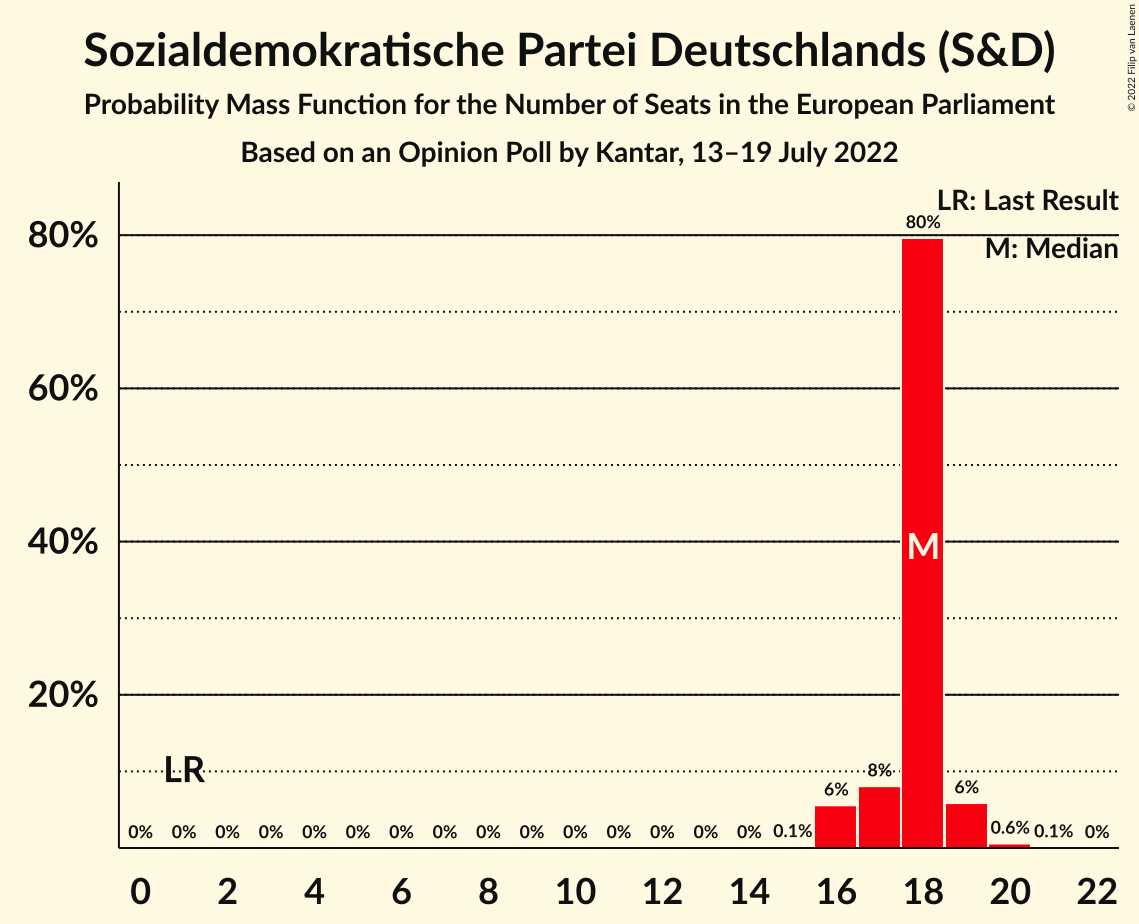 Sozialdemokratische Partei Deutschlands (S&D)
Probability Mass Function for the Number of Seats in the European Parliament
Based on an Opinion Poll by Kantar, 13–19 July 2022
© 2022 Filip van Laenen
LR: Last Result
M: Median
80%
60%
40%
20%
80%
M
LR
0% 0% 0% 0% 0% 0% 0% 0% 0% 0% 0% 0% 0% 0% 0% 0.1% 6% 8% 6% 0.6% 0.1% 0%
0 2 4 6 8 10 12 14 16 18 20 22